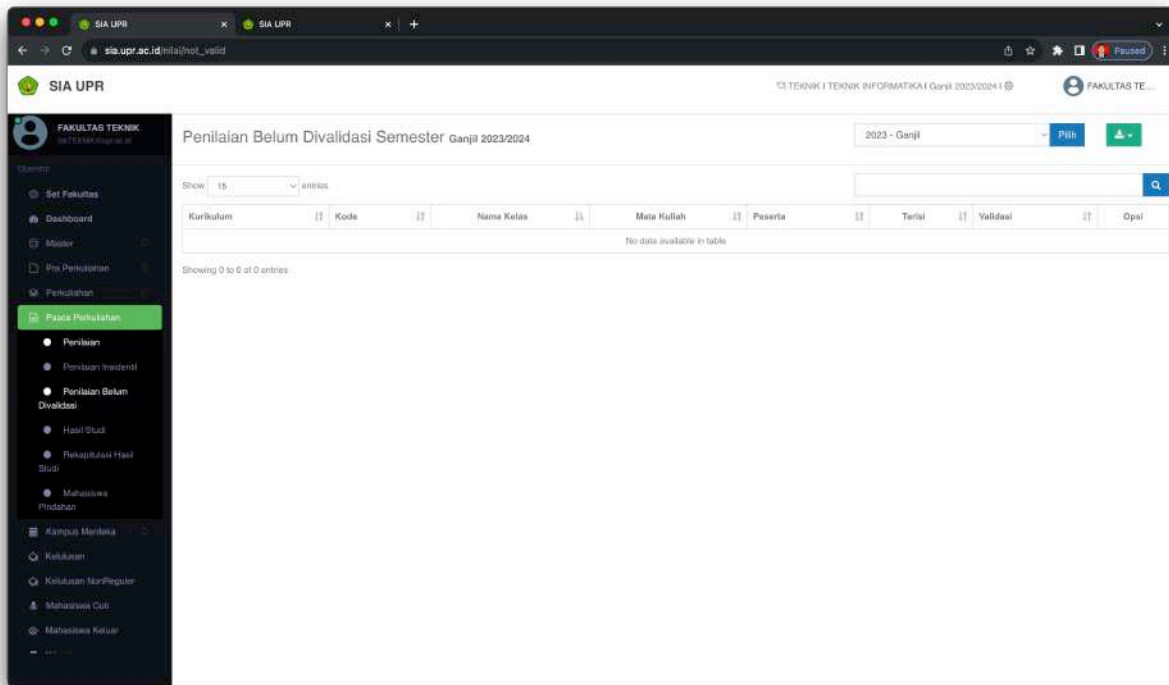 SIA UPR
SIA UPR
sia.upr.ac.id/nilai/not_valid
Paused
SIA UPR
TEKNIK I TEKNIK INFORMATIKA I Ganjil 2023/2024 I
FAKULTAS TE...
FAKULTAS TEKNIK
Operator
Set Fakultas
Dashboard
Master
Pra Perkuliahan
Perkuliahan
Pasca Perkuliahan
Penilaian
Penilaian Insidentil
Penilaian Belum
Divalidasi
Hasil Studi
Rekapitulasi Hasil
Studi
Mahasiswa
Pindahan
Kampus Merdeka
Kelulusan
Kelulusan NonReguler
Mahasiswa Cuti
Mahasiswa Keluar
Penilaian Belum Divalidasi Semester Ganjil 2023/2024
2023 - Ganjil
Pilih
Show 15 entries
Kurikulum Kode Nama Kelas Mata Kuliah Peserta Terisi Validasi Opsi
No data available in table
Showing 0 to 0 of 0 entries